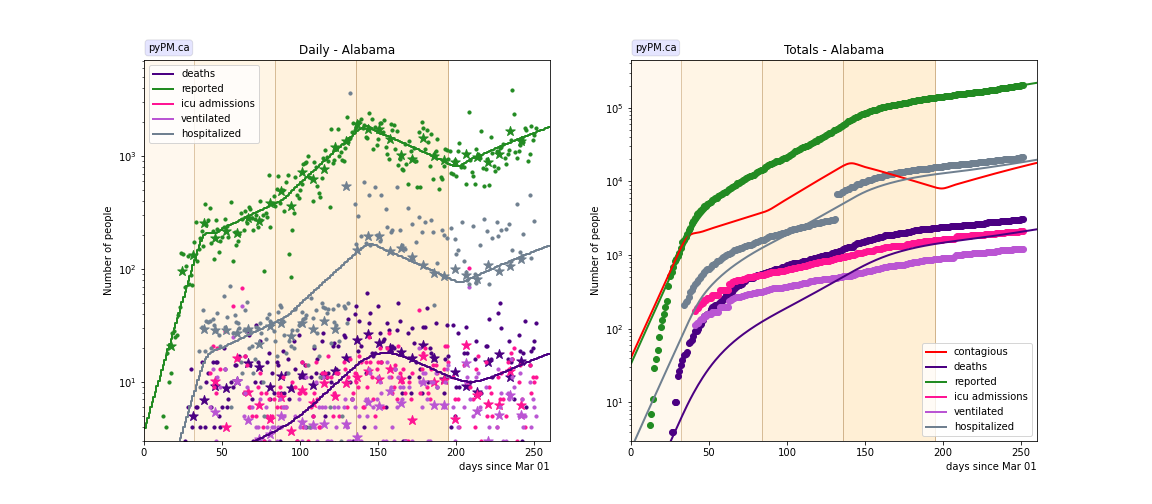 pyPM.ca
Daily - Alabama
deaths
reported
icu admissions
ventilated
hospitalized
Number of people
10³
10²
10¹
0 50 100 150 200 250
days since Mar 01
pyPM.ca
Totals - Alabama
Number of people
10⁵
10⁴
10³
10²
10¹
contagious
deaths
reported
icu admissions
ventilated
hospitalized
0 50 100 150 200 250
days since Mar 01